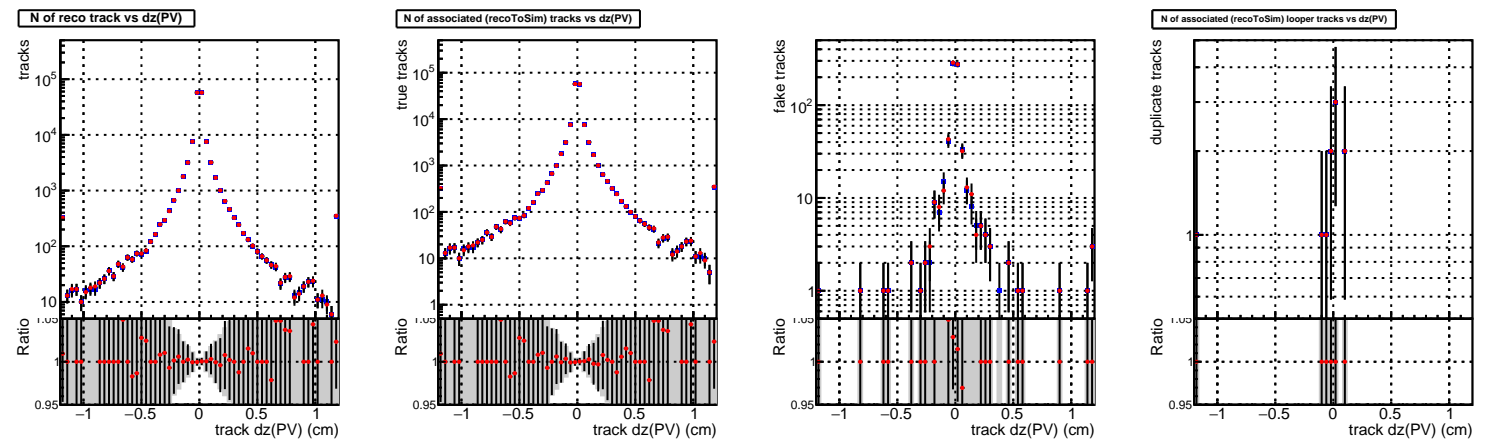 N of reco track vs dz(PV)
tracks
10^5
10^4
10^3
10^2
10
Ratio
1.05
1
0.95
−1 −0.5 0 0.5 1
track dz(PV) (cm)
N of associated (recoToSim) tracks vs dz(PV)
true tracks
10^5
10^4
10^3
10^2
10
1
Ratio
1.05
1
0.95
−1 −0.5 0 0.5 1
track dz(PV) (cm)
fake tracks
10^2
10
1
Ratio
1.05
1
0.95
−1 −0.5 0 0.5 1
track dz(PV) (cm)
N of associated (recoToSim) looper tracks vs dz(PV)
duplicate tracks
1
Ratio
1.05
1
0.95
−1 −0.5 0 0.5 1
track dz(PV) (cm)